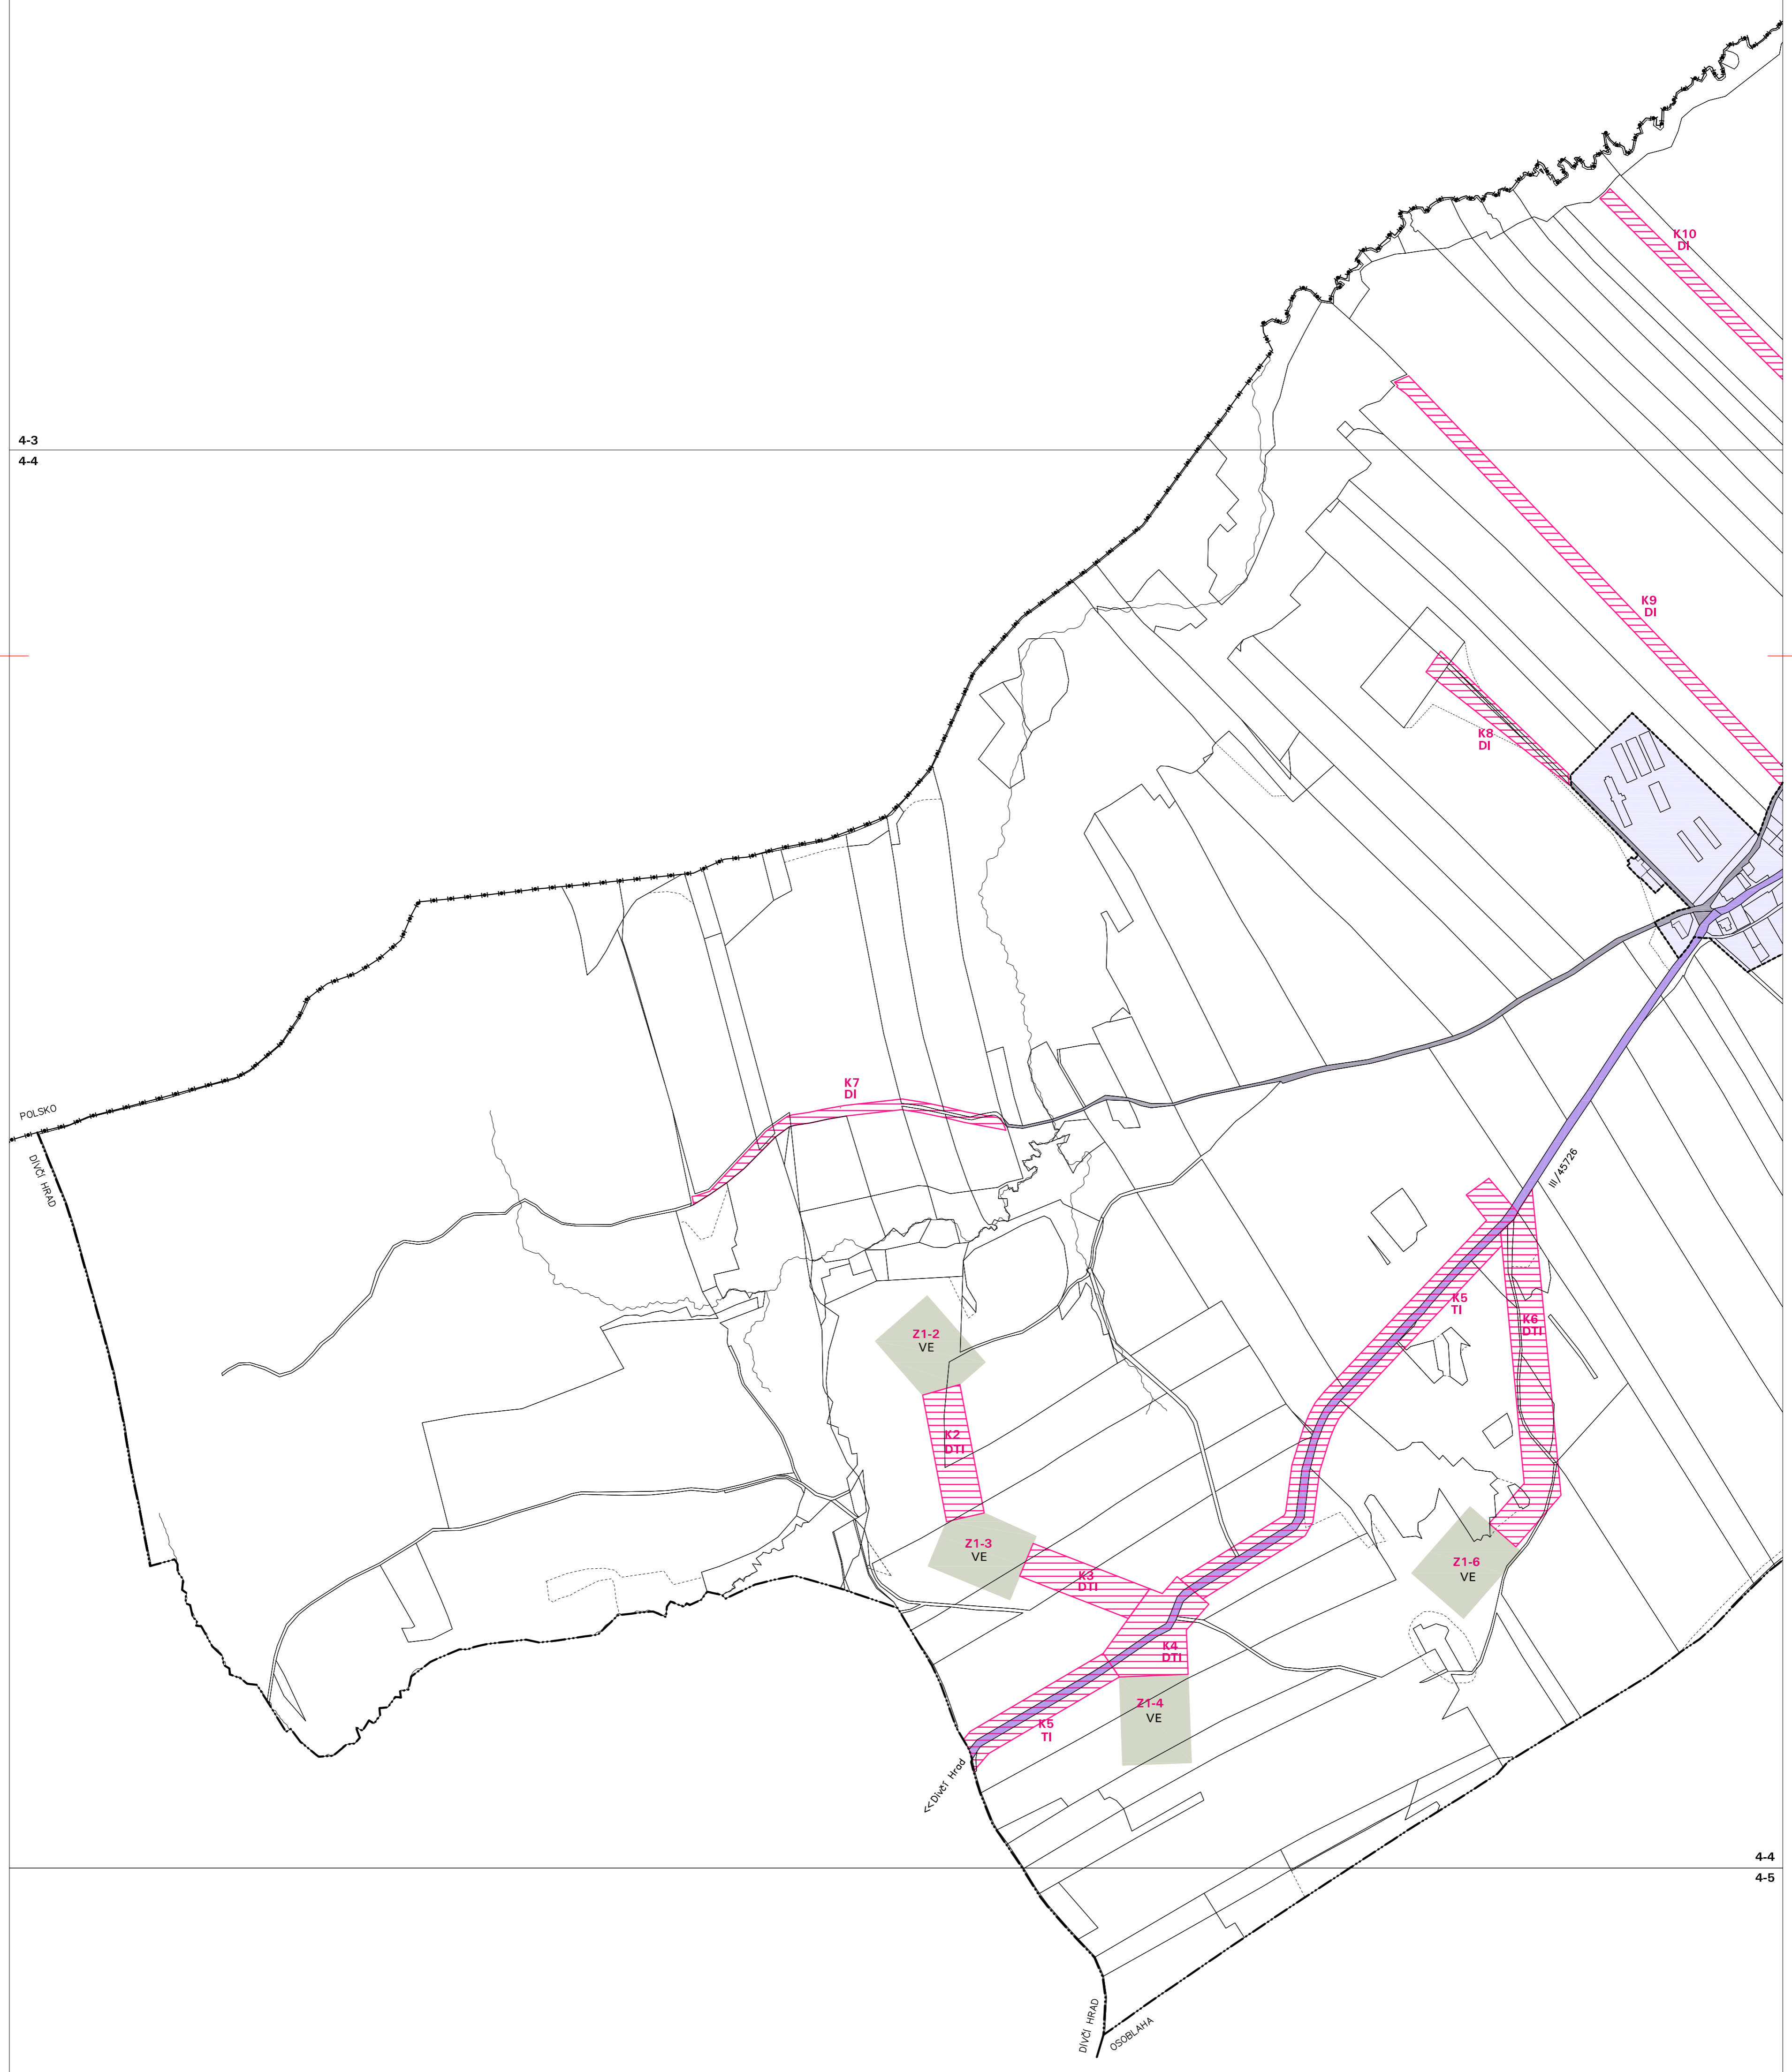 K10
DI
4-3
4-4
K9
DI
K8
DI
POLSKO
DÍVČÍ HRAD
K7
DI
III/45726
K5
TI
K6
DTI
Z1-2
VE
K2
DTI
Z1-3
VE
K3
DTI
Z1-6
VE
K4
DTI
Z1-4
VE
K5
TI
<<Dívčí Hrad
4-4
4-5
DÍVČÍ HRAD
OSOBLAHA